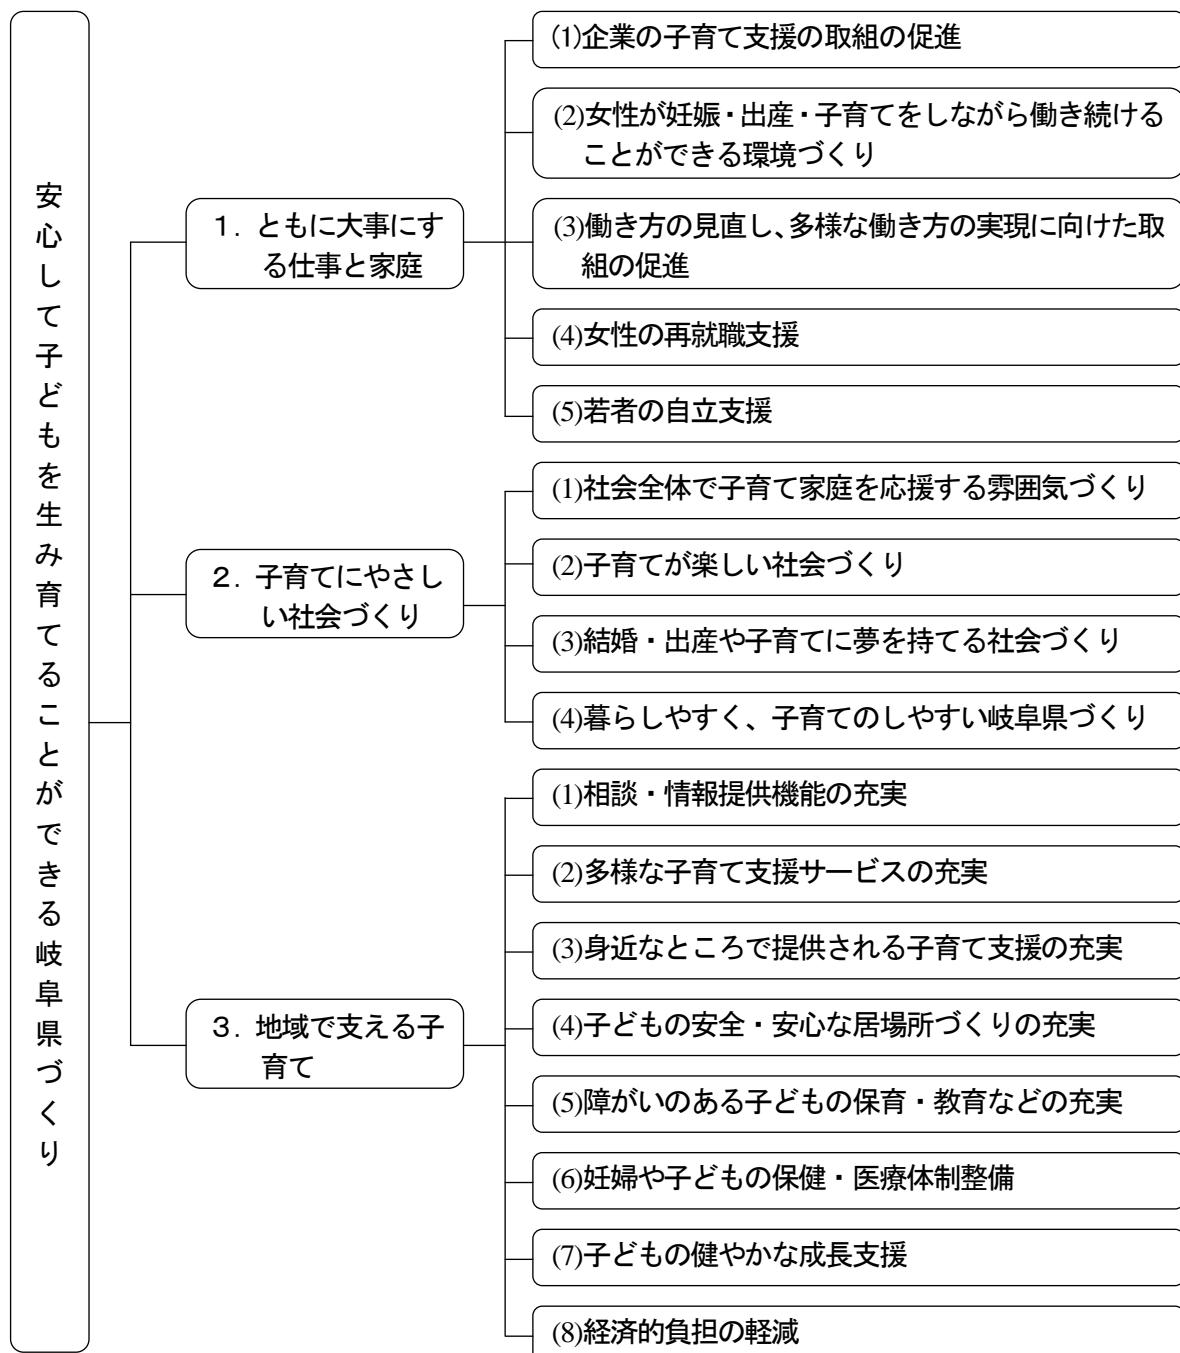 安心して子どもを生み育てることができる岐阜県づくり
1．ともに大事にす
る仕事と家庭
(1)企業の子育て支援の取組の促進
(2)女性が妊娠・出産・子育てをしながら働き続ける
ことができる環境づくり
(3)働き方の見直し、多様な働き方の実現に向けた取
組の促進
(4)女性の再就職支援
(5)若者の自立支援
2．子育てにやさし
い社会づくり
(1)社会全体で子育て家庭を応援する雰囲気づくり
(2)子育てが楽しい社会づくり
(3)結婚・出産や子育てに夢を持てる社会づくり
(4)暮らしやすく、子育てのしやすい岐阜県づくり
3．地域で支える子
育て
(1)相談・情報提供機能の充実
(2)多様な子育て支援サービスの充実
(3)身近なところで提供される子育て支援の充実
(4)子どもの安全・安心な居場所づくりの充実
(5)障がいのある子どもの保育・教育などの充実
(6)妊婦や子どもの保健・医療体制整備
(7)子どもの健やかな成長支援
(8)経済的負担の軽減